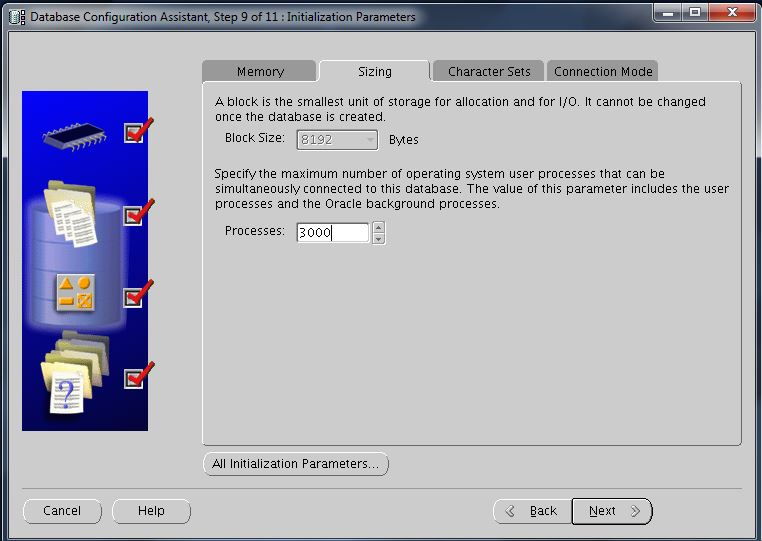 Database Configuration Assistant, Step 9 of 11 : Initialization Parameters
Memory
Sizing
Character Sets
Connection Mode
A block is the smallest unit of storage for allocation and for I/O. It cannot be changed
once the database is created.
Block Size: 8192 Bytes
Specify the maximum number of operating system user processes that can be
simultaneously connected to this database. The value of this parameter includes the user
processes and the Oracle background processes.
Processes: 3000
?
All Initialization Parameters...
Cancel
Help
Back
Next